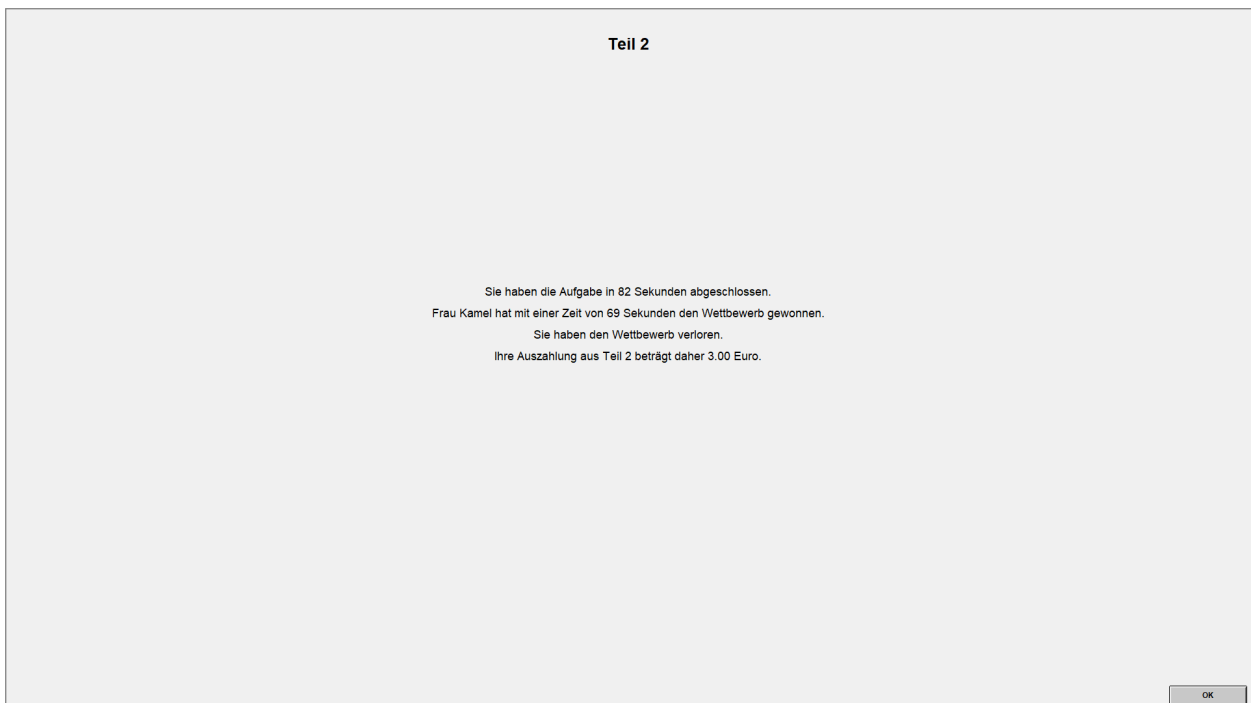 Teil 2
Sie haben die Aufgabe in 82 Sekunden abgeschlossen.
Frau Kamel hat mit einer Zeit von 69 Sekunden den Wettbewerb gewonnen.
Sie haben den Wettbewerb verloren.
Ihre Auszahlung aus Teil 2 beträgt daher 3.00 Euro.
OK